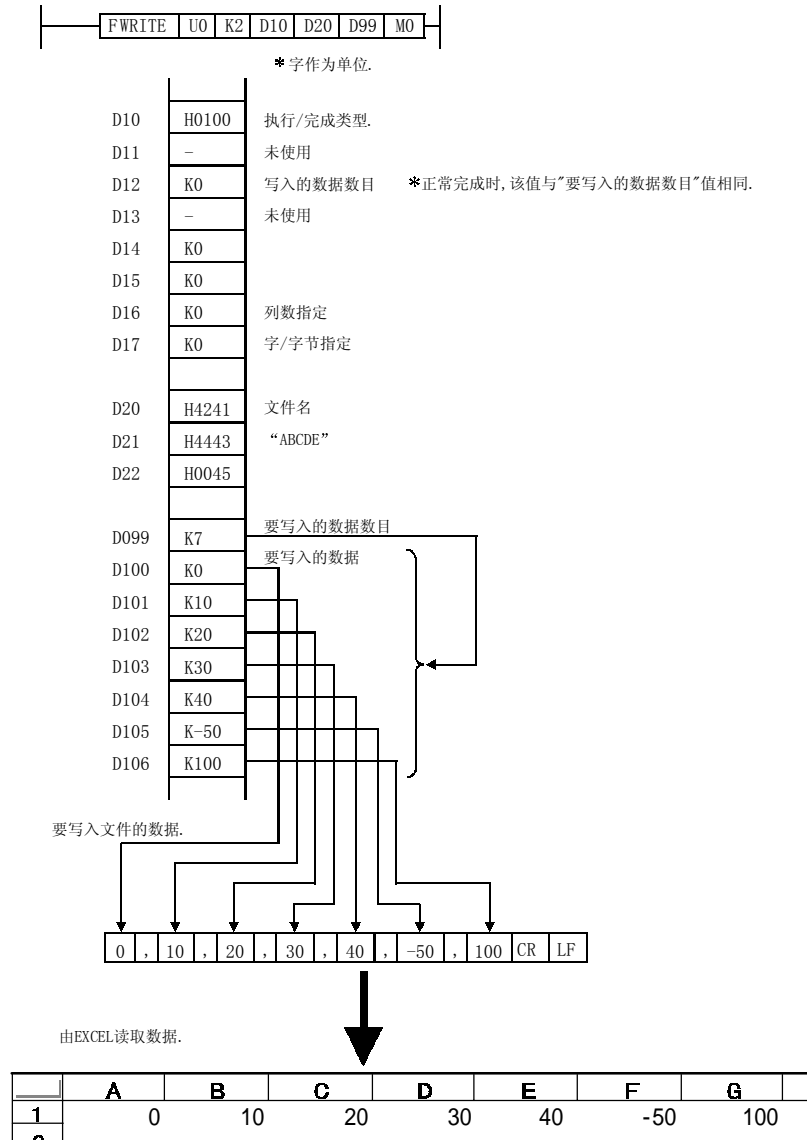 FWRITE U0 K2 D10 D20 D99 M0
*字作为单位.
D10 H0100 执行/完成类型.
D11 - 未使用
D12 K0 写入的数据数目 *正常完成时,该值与"要写入的数据数目"值相同.
D13 - 未使用
D14 K0
D15 K0
D16 K0 列数指定
D17 K0 字/字节指定
D20 H4241 文件名
D21 H4443 “ABCDE”
D22 H0045
D099 K7 要写入的数据数目
D100 K0 要写入的数据
D101 K10
D102 K20
D103 K30
D104 K40
D105 K-50
D106 K100
要写入文件的数据.
0 , 10 , 20 , 30 , 40 , -50 , 100 CR LF
由EXCEL读取数据.
A B C D E F G
1 0 10 20 30 40 -50 100